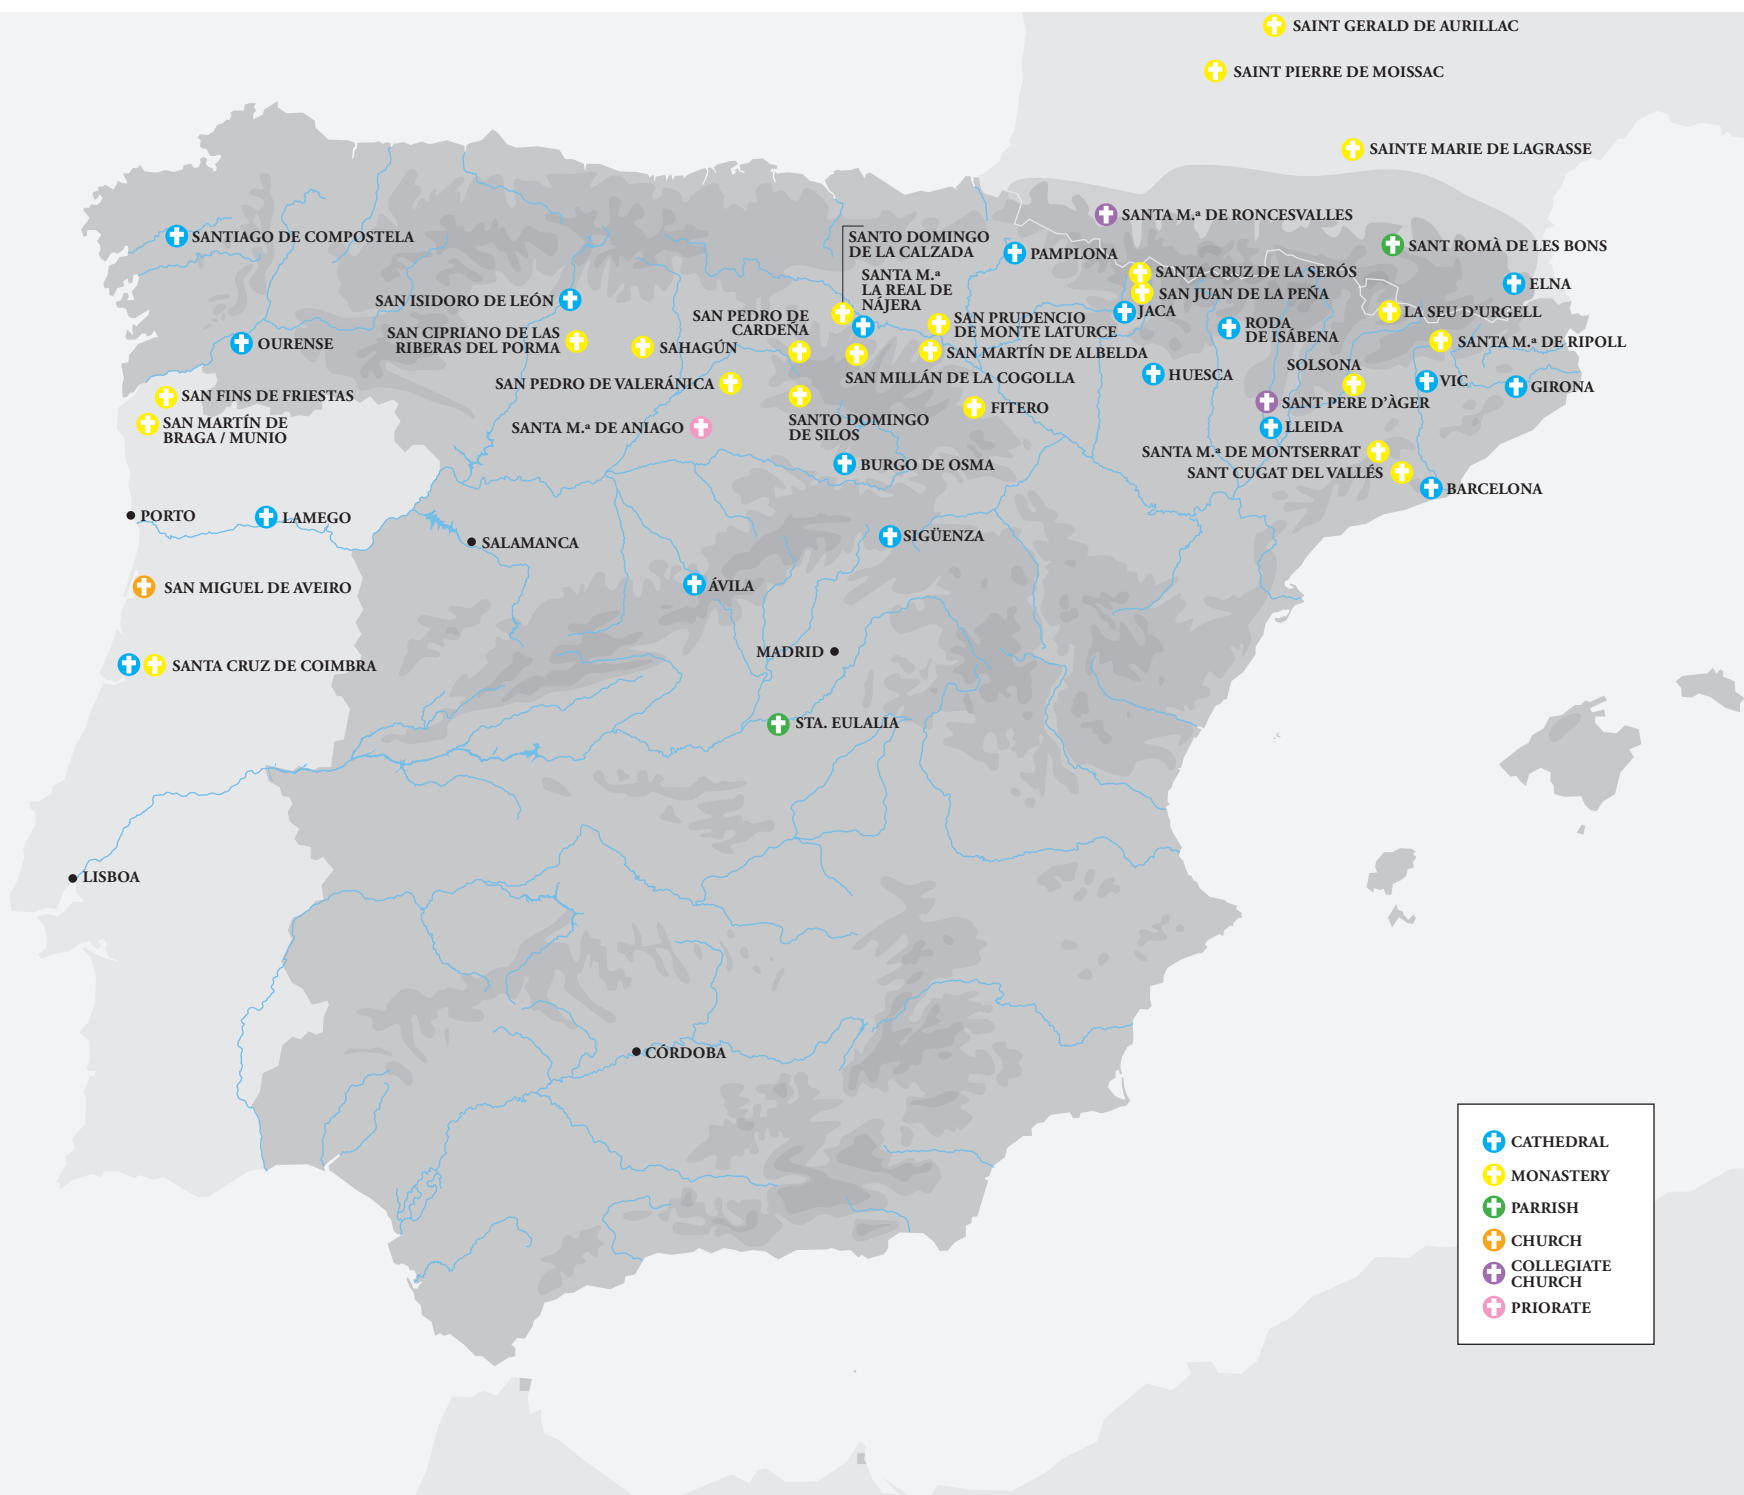 SAINT GERALD DE AURILLAC
SAINT PIERRE DE MOISSAC
SAINTE MARIE DE LAGRASSE
SANTA M.ª DE RONCESVALLES
SANTIAGO DE COMPOSTELA
SANTO DOMINGO
DE LA CALZADA
PAMPLONA
SANT ROMÀ DE LES BONS
SANTA M.ª
LA REAL DE
NÁJERA
SANTA CRUZ DE LA SERÓS
SAN JUAN DE LA PEÑA
ELNA
SAN ISIDORO DE LEÓN
SAN PEDRO DE
CARDEÑA
SAN PRUDENCIO
DE MONTE LATURCE
JACA
RODA
DE ISÁBENA
LA SEU D’URGELL
OURENSE
SAN CIPRIANO DE LAS
RIBERAS DEL PORMA
SAHAGÚN
SAN MARTÍN DE ALBELDA
SANTA M.ª DE RIPOLL
SOLSONA
SAN PEDRO DE VALERÁNICA
SAN MILLÁN DE LA COGOLLA
HUESCA
VIC
GIRONA
SAN FINS DE FRIESTAS
SANT PERE D’ÀGER
FITERO
SAN MARTÍN DE
BRAGA / MUNIO
SANTA M.ª DE ANIAGO
SANTO DOMINGO
DE SILOS
LLEIDA
SANTA M.ª DE MONTSERRAT
BURGO DE OSMA
SANT CUGAT DEL VALLÉS
BARCELONA
PORTO
LAMEGO
SALAMANCA
SIGÜENZA
SAN MIGUEL DE AVEIRO
ÁVILA
MADRID
SANTA CRUZ DE COIMBRA
STA. EULALIA
LISBOA
CÓRDOBA
CATHEDRAL
MONASTERY
PARRISH
CHURCH
COLLEGIATE
CHURCH
PRIORATE